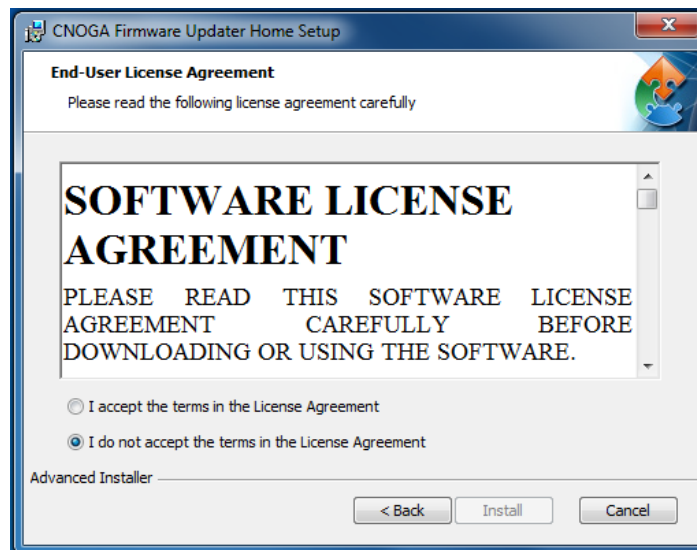 CNOGA Firmware Updater Home Setup
End-User License Agreement
Please read the following license agreement carefully
SOFTWARE LICENSE
AGREEMENT
PLEASE READ THIS SOFTWARE LICENSE
AGREEMENT CAREFULLY BEFORE
DOWNLOADING OR USING THE SOFTWARE.
I accept the terms in the License Agreement
I do not accept the terms in the License Agreement
Advanced Installer
< Back Install Cancel